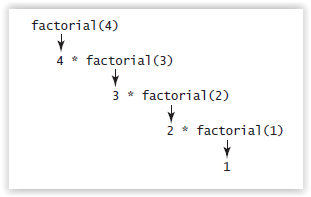 factorial(4)
4 * factorial(3)
3 * factorial(2)
2 * factorial(1)
1